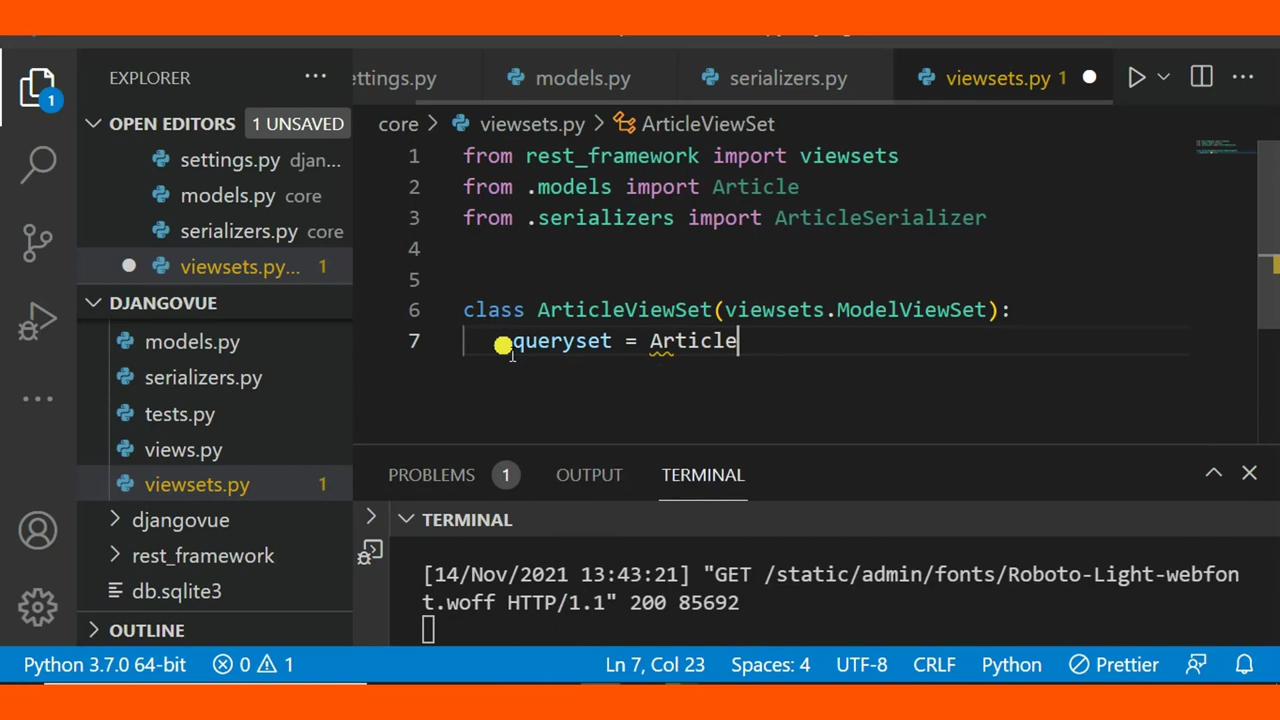 EXPLORER ···
ettings.py models.py serializers.py viewsets.py 1
OPEN EDITORS 1 UNSAVED
settings.py djan...
models.py core
serializers.py core
viewsets.py... 1
DJANGOVUE
models.py
serializers.py
tests.py
views.py
viewsets.py 1
djangovue
rest_framework
db.sqlite3
OUTLINE
1
core > viewsets.py > ArticleViewSet
1 from rest_framework import viewsets
2 from .models import Article
3 from .serializers import ArticleSerializer
4
5
6 class ArticleViewSet(viewsets.ModelViewSet):
7 queryset = Article
PROBLEMS 1 OUTPUT TERMINAL
TERMINAL
[14/Nov/2021 13:43:21] "GET /static/admin/fonts/Roboto-Light-webfon
t.woff HTTP/1.1" 200 85692
Python 3.7.0 64-bit 0 1 Ln 7, Col 23 Spaces: 4 UTF-8 CRLF Python Prettier